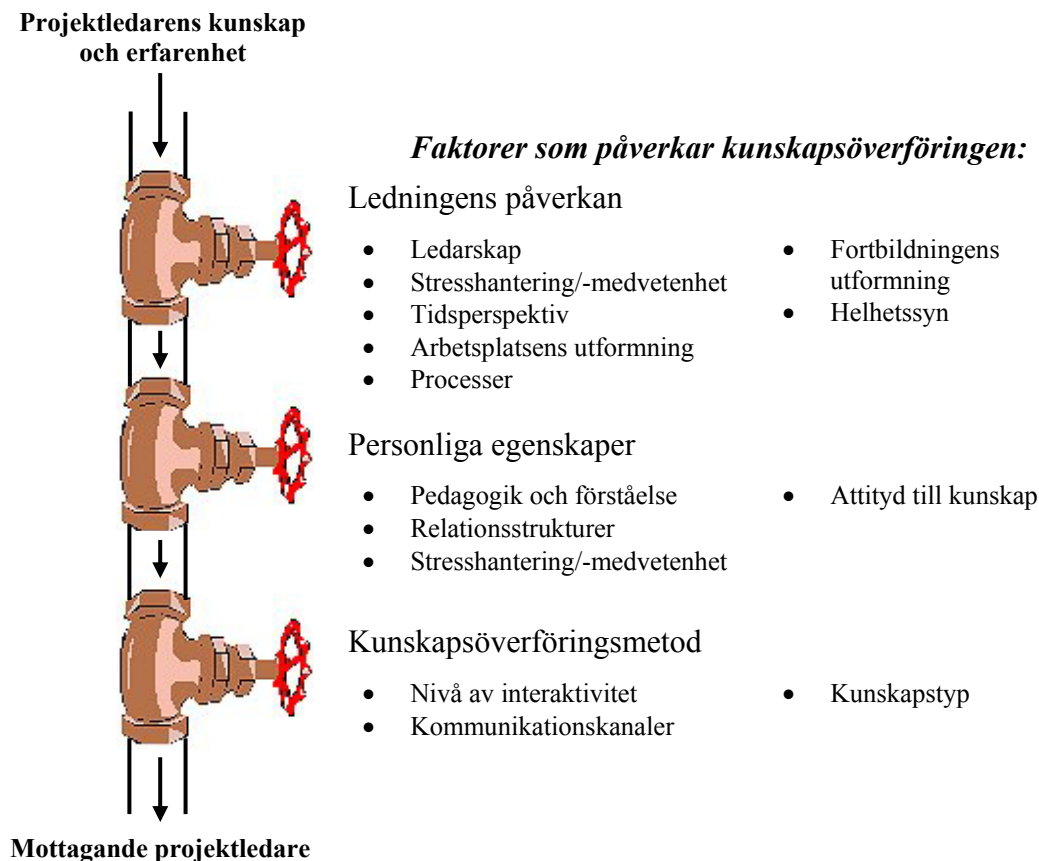 Projektledarens kunskap
och erfarenhet
Faktorer som påverkar kunskapsöverföringen:
Ledningens påverkan
• Ledarskap
• Stresshantering/-medvetenhet
• Tidsperspektiv
• Arbetsplatsens utformning
• Processer
• Fortbildningens
utformning
• Helhetssyn
Personliga egenskaper
• Pedagogik och förståelse
• Relationsstrukturer
• Stresshantering/-medvetenhet
• Attityd till kunskap
Kunskapsöverföringsmetod
• Nivå av interaktivitet
• Kommunikationskanaler
• Kunskapstyp
Mottagande projektledare